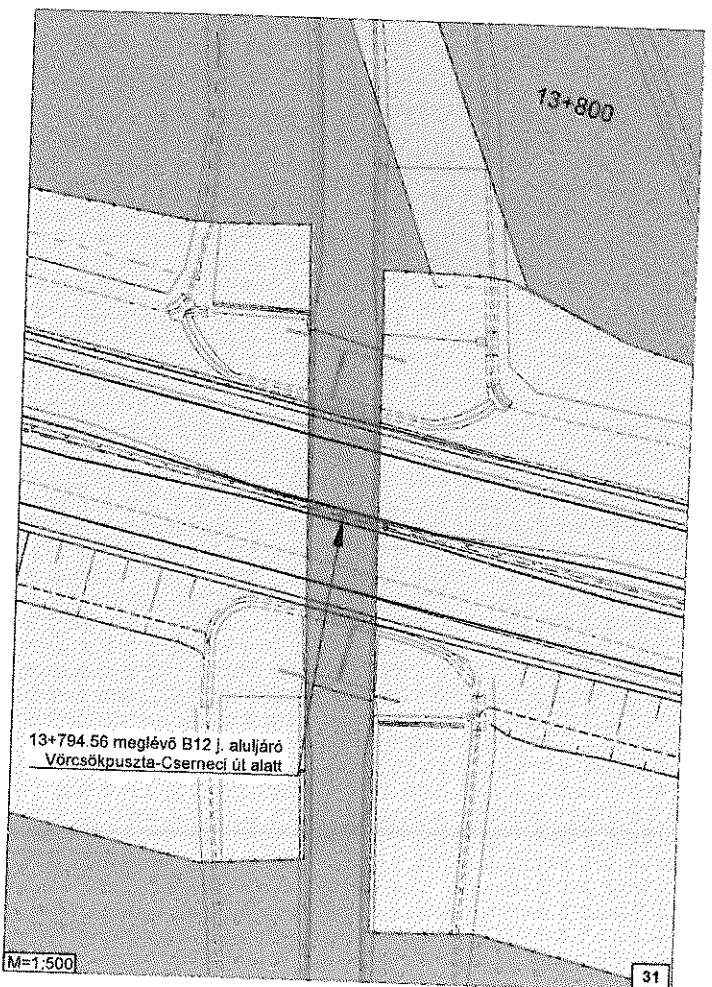 13+800
13+794.56 meglévő B12 j. aluljáró
Vörcsökpuszta-Cserneci út alatt
M=1:500
31